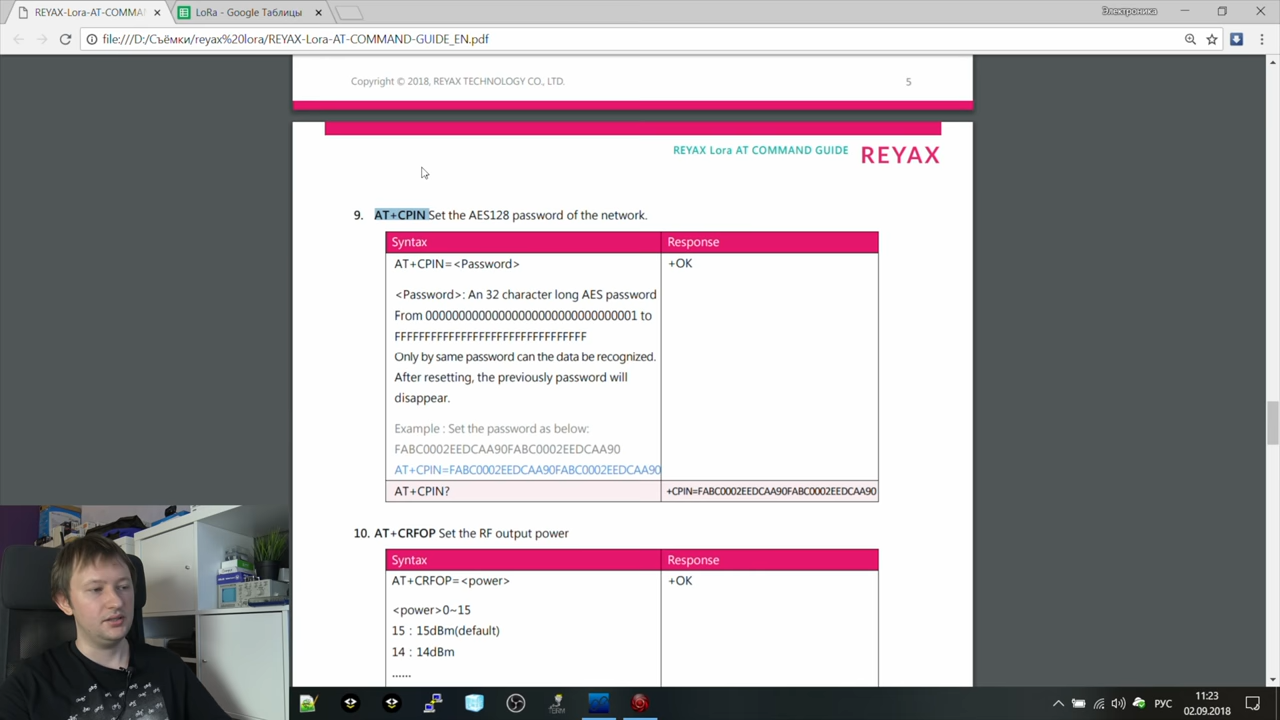 REYAX-Lora-AT-COMMA
LoRa - Google Таблицы
Электроника
file:///D:/Съёмки/reyax%20lora/REYAX-Lora-AT-COMMAND-GUIDE_EN.pdf
Copyright © 2018, REYAX TECHNOLOGY CO., LTD.
5
REYAX Lora AT COMMAND GUIDE REYAX
9. AT+CPIN Set the AES128 password of the network.
Syntax
Response
AT+CPIN=<Password>
+OK
<Password>: An 32 character long AES password
From 00000000000000000000000000000001 to
FFFFFFFFFFFFFFFFFFFFFFFFFFFFFFFF
Only by same password can the data be recognized.
After resetting, the previously password will
disappear.
Example : Set the password as below:
FABC0002EEDCAA90FABC0002EEDCAA90
AT+CPIN=FABC0002EEDCAA90FABC0002EEDCAA90
AT+CPIN?
+CPIN=FABC0002EEDCAA90FABC0002EEDCAA90
10. AT+CRFOP Set the RF output power
Syntax
Response
AT+CRFOP=<power>
+OK
<power>0~15
15 : 15dBm(default)
14 : 14dBm
......
TERM
РУС
11:23
02.09.2018